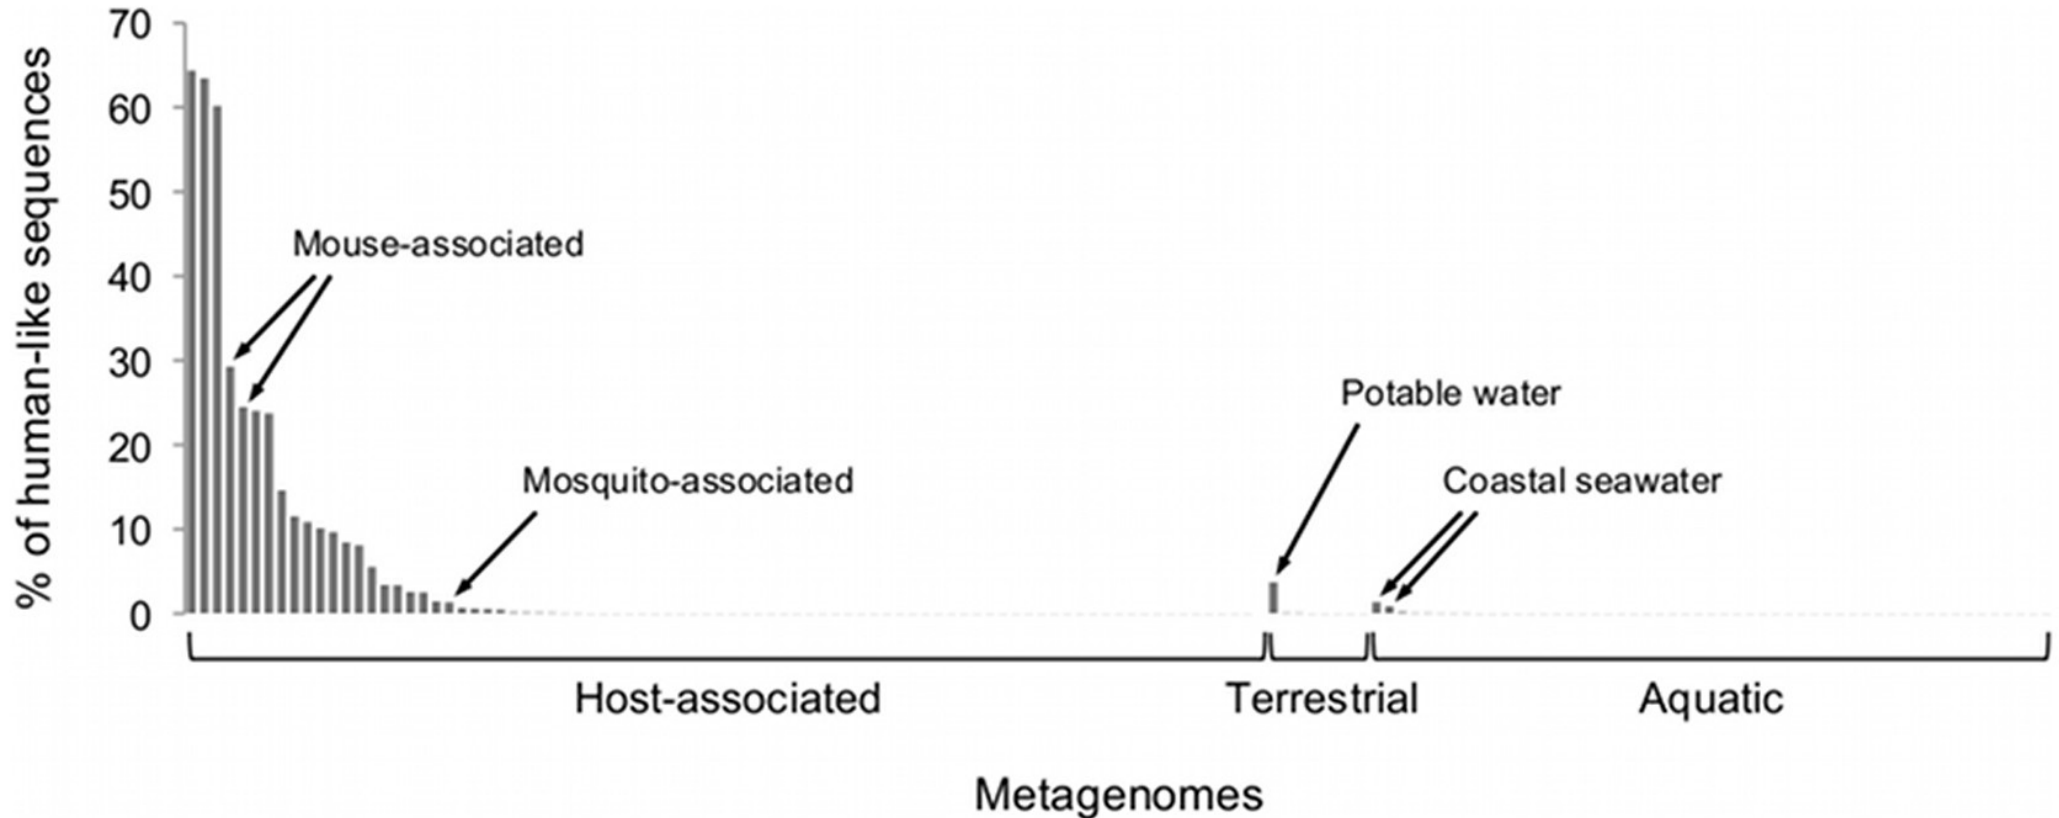 % of human-like sequences
70
60
50
40
30
20
10
0
Mouse-associated
Mosquito-associated
Potable water
Coastal seawater
Host-associated
Terrestrial
Aquatic
Metagenomes